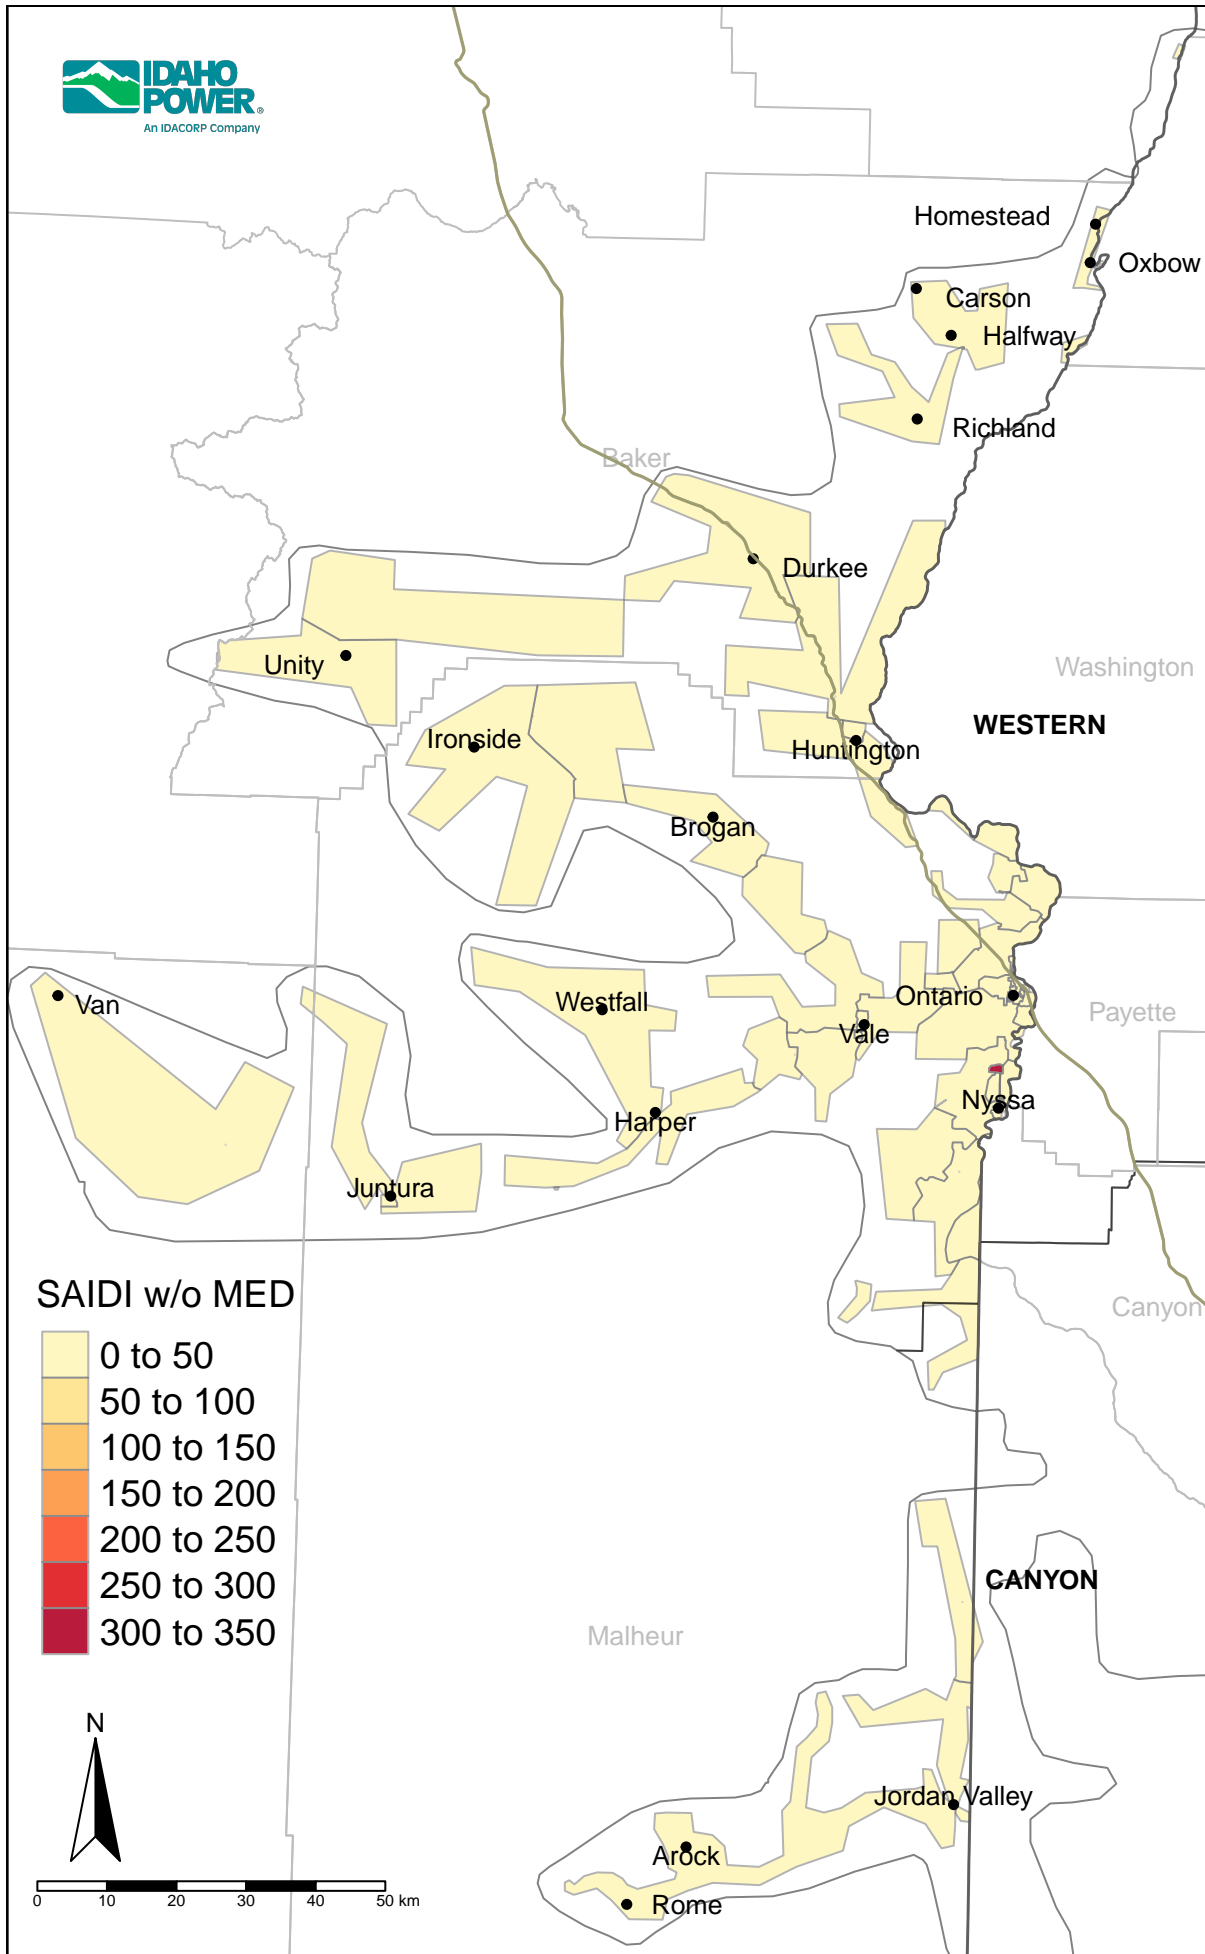 IDAHO
POWER®
An IDACORP Company
Homestead
Oxbow
Carson
Halfway
Richland
Baker
Durkee
Unity
Washington
WESTERN
Ironside
Huntington
Brogan
Van
Westfall
Ontario
Payette
Vale
Nyssa
Harper
Juntura
SAIDI w/o MED
Canyon
0 to 50
50 to 100
100 to 150
150 to 200
200 to 250
250 to 300
300 to 350
CANYON
Malheur
N
Jordan Valley
Arock
Rome
0 10 20 30 40 50 km